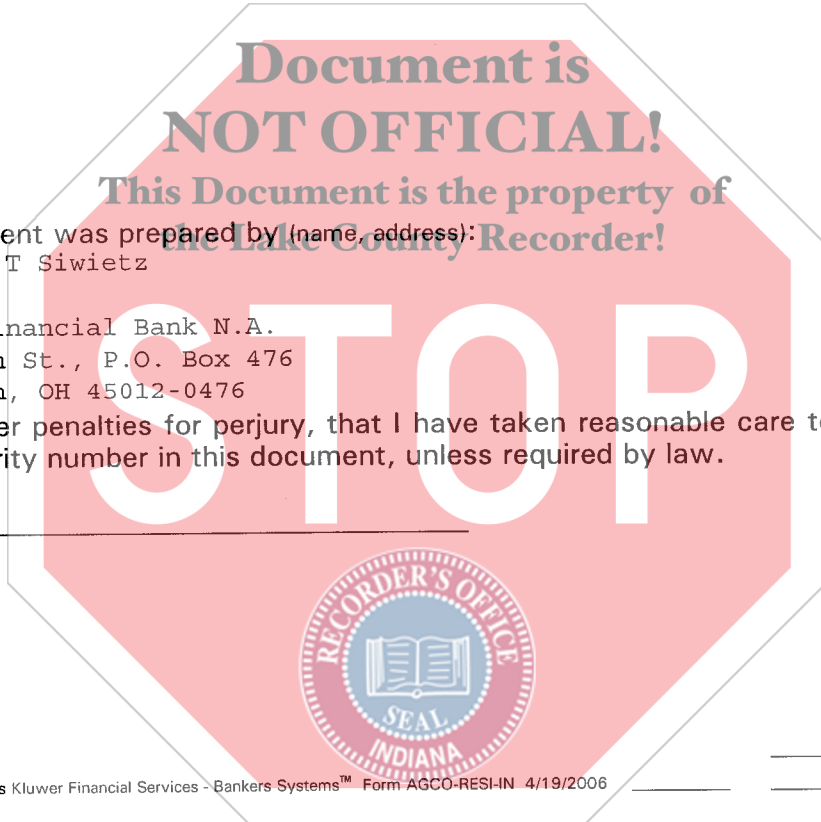 Document is
NOT OFFICIAL!
This Document is the property of
the Lake County Recorder!
ent was prepared by (name, address):
T Siwietz
nancial Bank N.A.
St., P.O. Box 476
, OH 45012-0476
er penalties for perjury, that I have taken reasonable care t
rity number in this document, unless required by law.
STOP
RECORDER'S OFFICE
SEAL
INDIANA
s Kluwer Financial Services - Bankers Systems™ Form AGCO-RESI-IN 4/19/2006